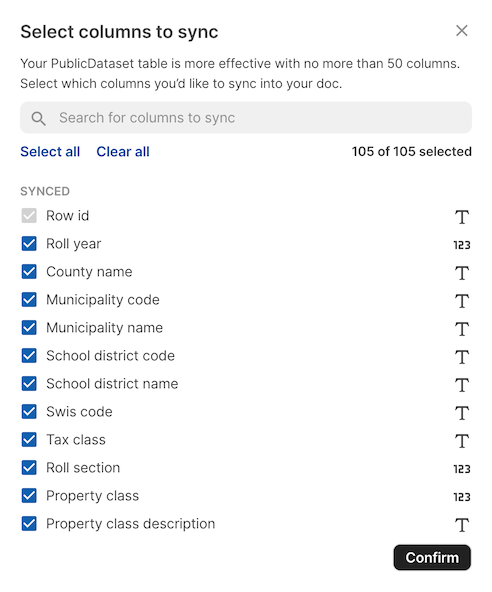 Select columns to sync
Your PublicDataset table is more effective with no more than 50 columns.
Select which columns you’d like to sync into your doc.
Search for columns to sync
Select all Clear all 105 of 105 selected
SYNCED
Row id T
Roll year 123
County name T
Municipality code T
Municipality name T
School district code T
School district name T
Swis code T
Tax class T
Roll section 123
Property class 123
Property class description T
Confirm